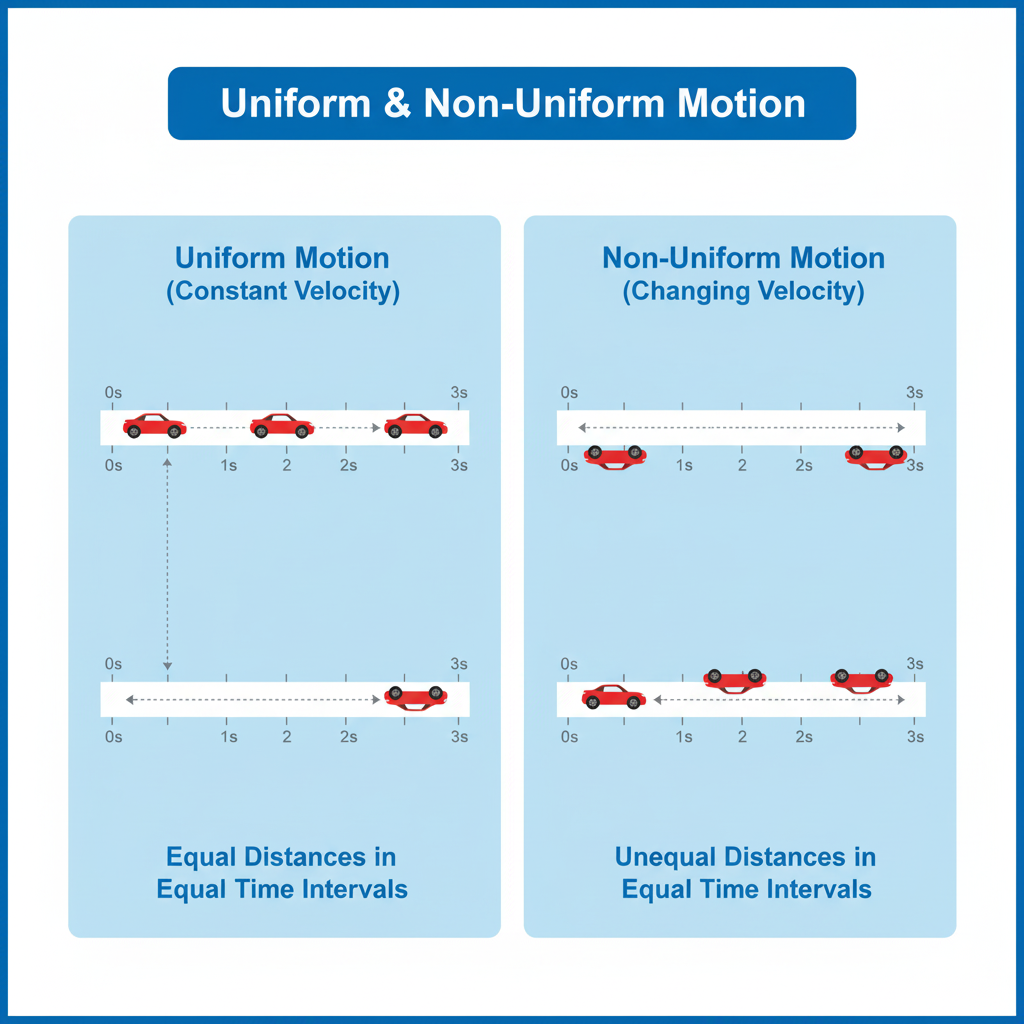 Uniform & Non-Uniform Motion
Uniform Motion
(Constant Velocity)
0s 3s
0s 1s 2 2s 3s
0s 3s
0s 1s 2 2s 3s
Equal Distances in
Equal Time Intervals
Non-Uniform Motion
(Changing Velocity)
0s 3s
0s 1s 2 2s 3s
0s 3s
0s 1s 2 2s 3s
Unequal Distances in
Equal Time Intervals